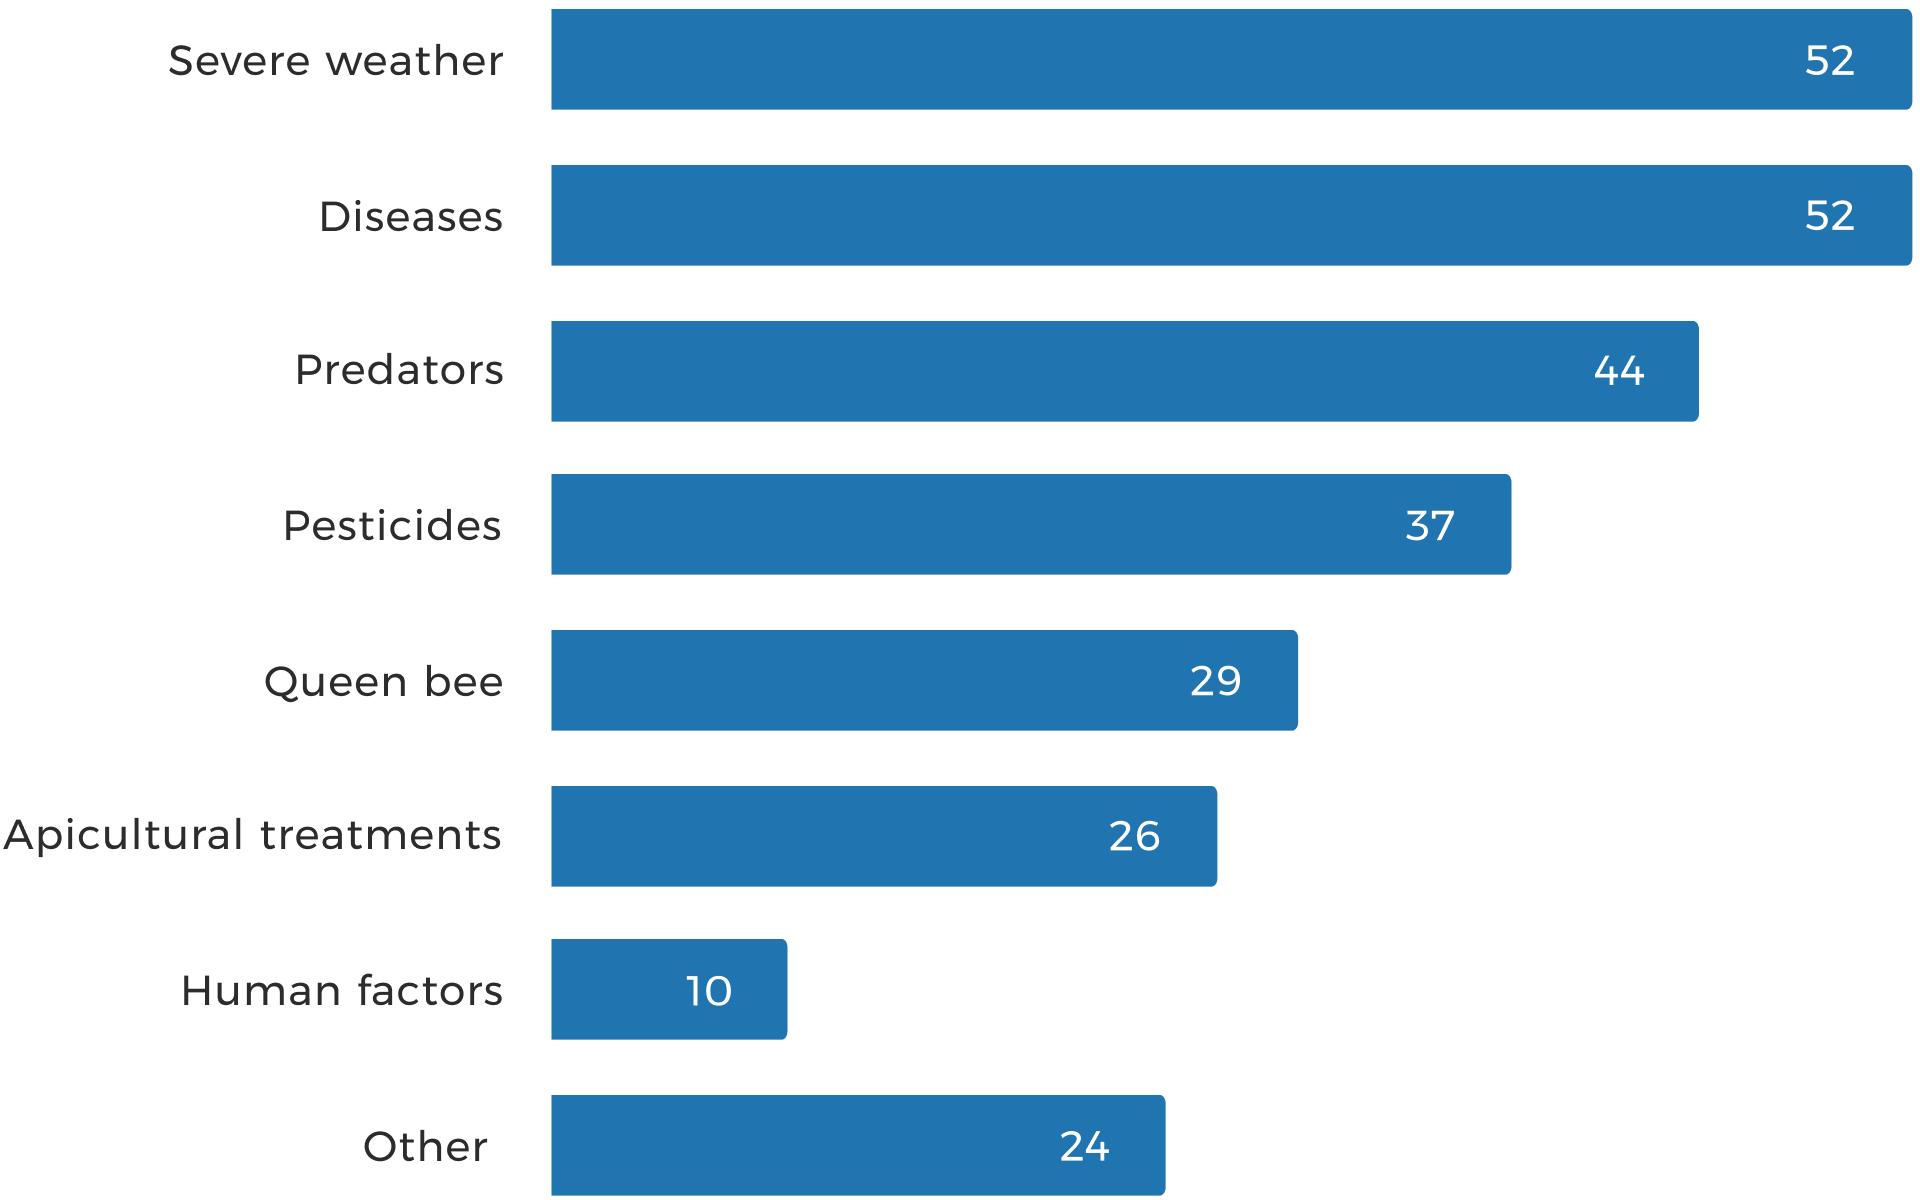 Severe weather 52
Diseases 52
Predators 44
Pesticides 37
Queen bee 29
Apicultural treatments 26
Human factors 10
Other 24